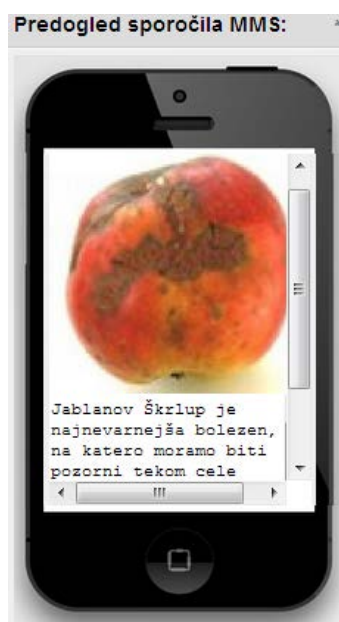 Predogled sporočila MMS:
Jablanov Škrlup je
najnevarnejša bolezen,
na katero moramo biti
pozorni tekom cele